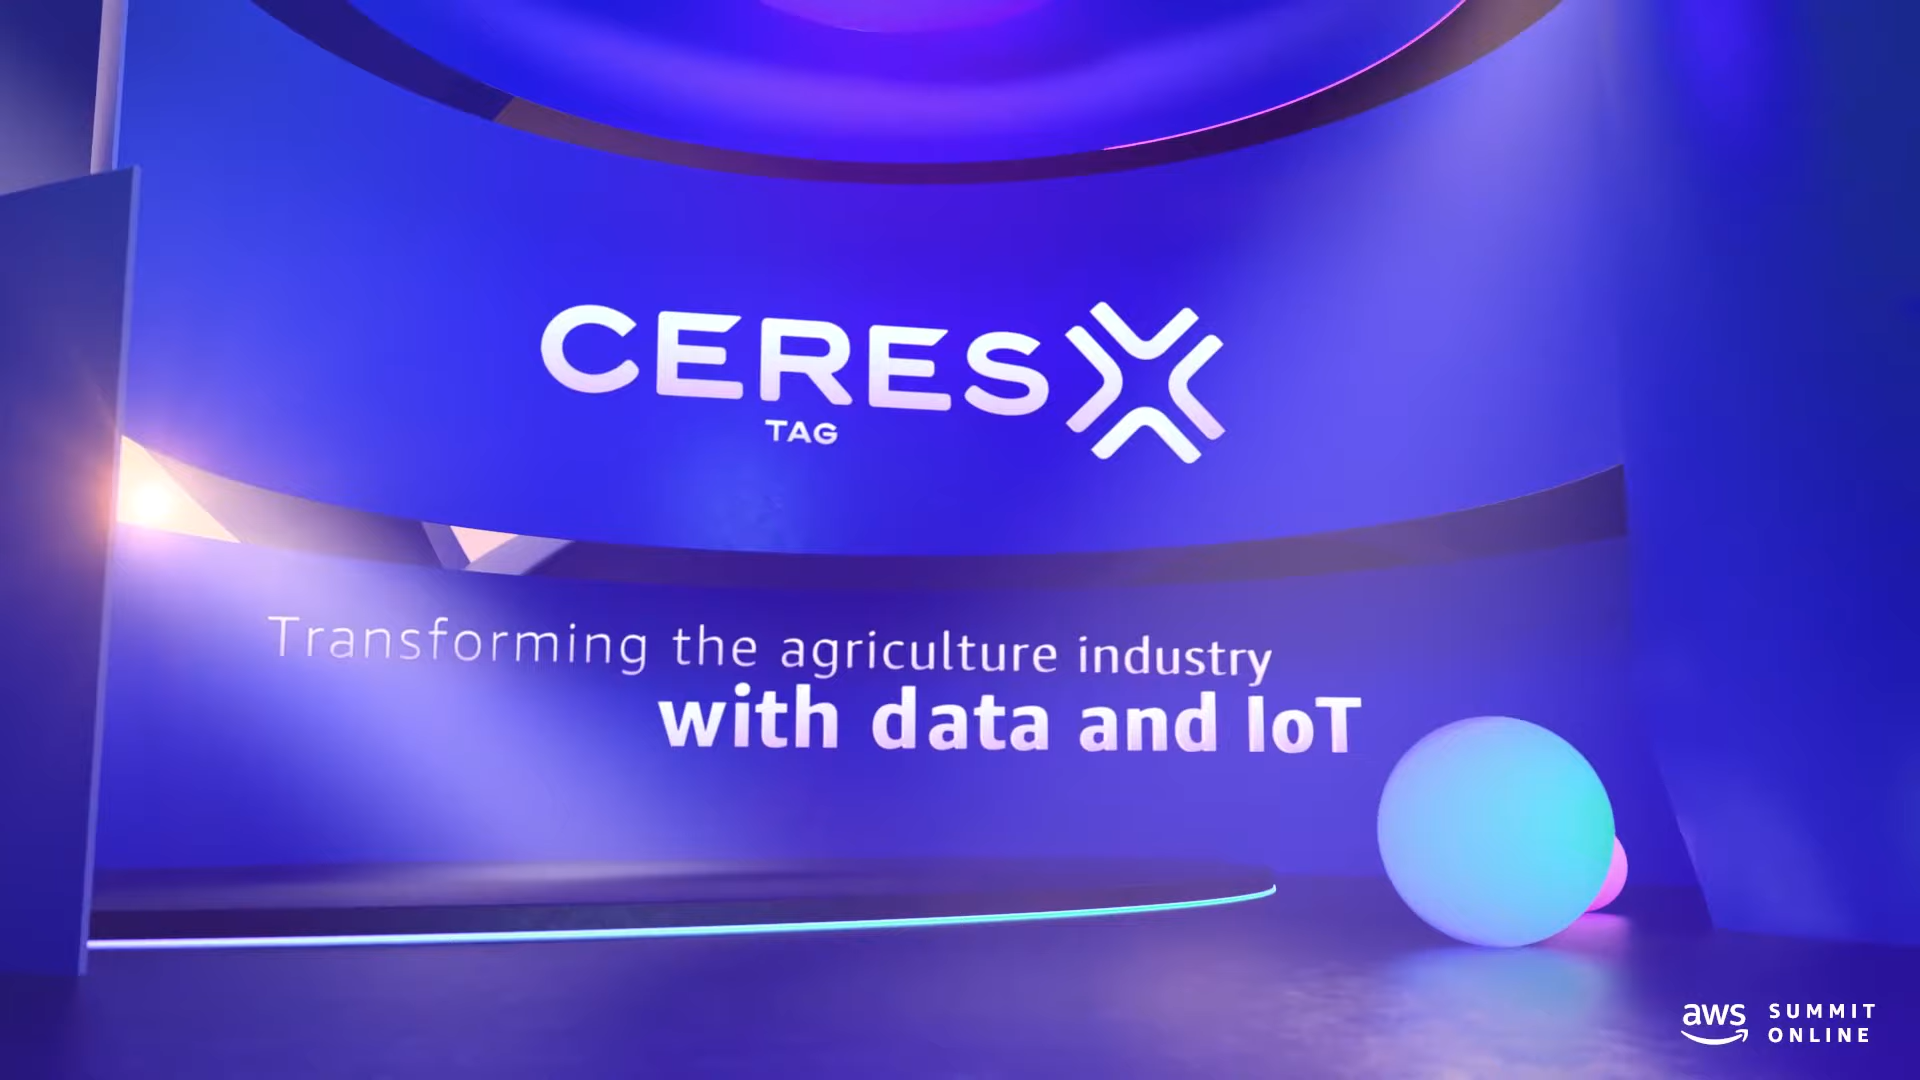 CERES
TAG
Transforming the agriculture industry
with data and IoT
aws SUMMIT
ONLINE